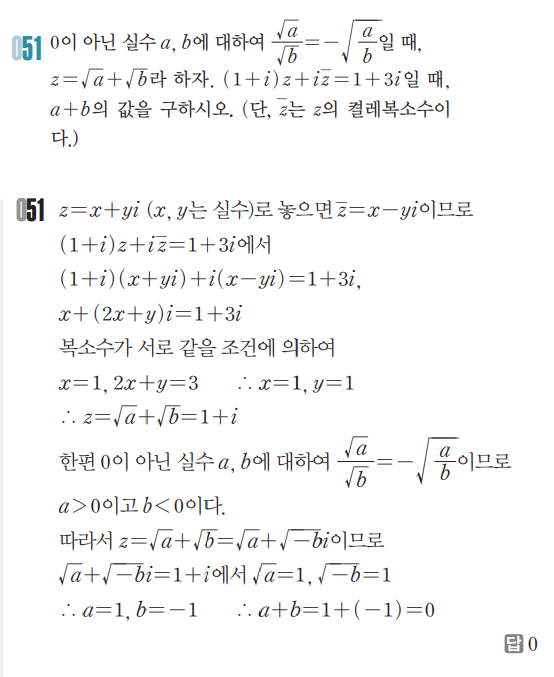 051 0이 아닌 실수 a, b에 대하여 √a/√b=-√(a/b)일 때,
z=√a+√b라 하자. (1+i)z+iz̄=1+3i일 때,
a+b의 값을 구하시오. (단, z̄는 z의 켤레복소수이
다.)
051 z=x+yi (x, y는 실수)로 놓으면 z̄=x-yi이므로
(1+i)z+iz̄=1+3i에서
(1+i)(x+yi)+i(x-yi)=1+3i,
x+(2x+y)i=1+3i
복소수가 서로 같을 조건에 의하여
x=1, 2x+y=3 ∴ x=1, y=1
∴ z=√a+√b=1+i
한편 0이 아닌 실수 a, b에 대하여 √a/√b=-√(a/b)이므로
a>0이고 b<0이다.
따라서 z=√a+√b=√a+√(-b)i이므로
√a+√(-b)i=1+i에서 √a=1, √(-b)=1
∴ a=1, b=-1 ∴ a+b=1+(-1)=0
답 0